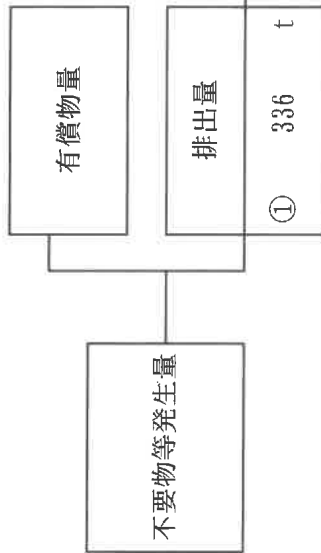 不要物等発生量
有償物量
排出量
① 336 t